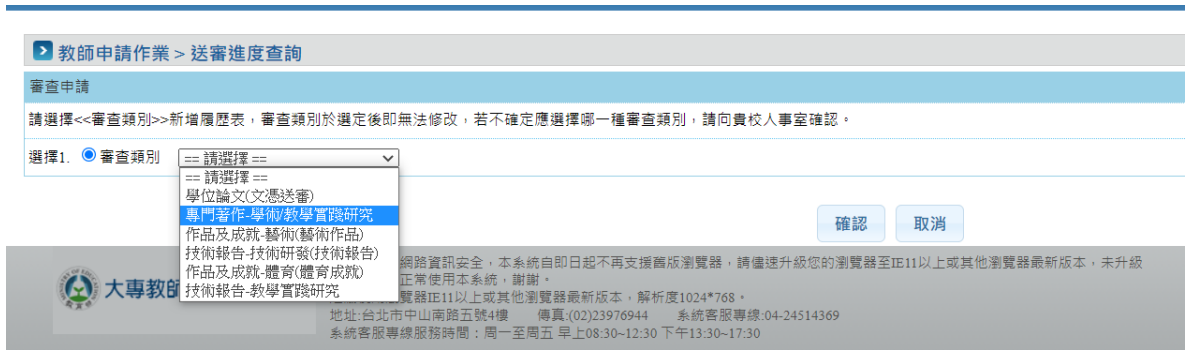 教師申請作業 > 送審進度查詢
審查申請
請選擇<<審查類別>>新增履歷表，審查類別於選定後即無法修改，若不確定應選擇哪一種審查類別，請向貴校人事室確認。
選擇1. 審查類別 == 請選擇 ==
== 請選擇 ==
學位論文(文憑送審)
專門著作-學術/教學實踐研究
作品及成就-藝術(藝術作品)
技術報告-技術研發(技術報告)
作品及成就-體育(體育成就)
技術報告-教學實踐研究
確認 取消
大專教師
網路資訊安全，本系統自即日起不再支援舊版瀏覽器，請儘速升級您的瀏覽器至IE11以上或其他瀏覽器最新版本，未升級
正常使用本系統，謝謝。
覽器IE11以上或其他瀏覽器最新版本，解析度1024*768。
地址:台北市中山南路五號4樓 傳真:(02)23976944 系統客服專線:04-24514369
系統客服專線服務時間：周一至周五 早上08:30~12:30 下午13:30~17:30